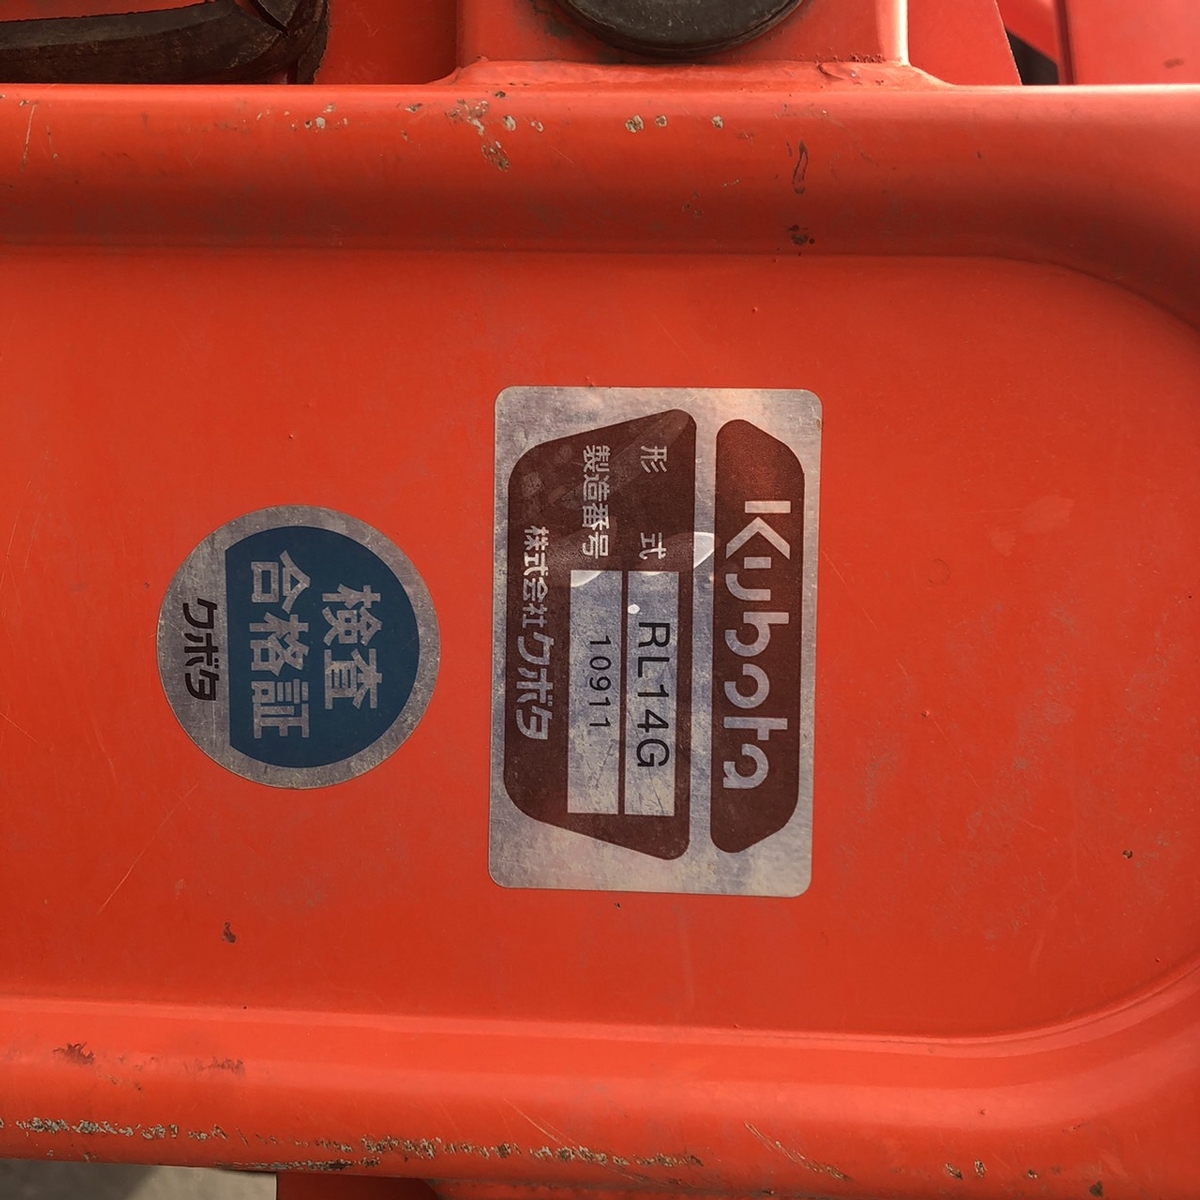 Kubota
形式 RL14G
製造番号 10911
株式会社クボタ
検査
合格証
クボタ